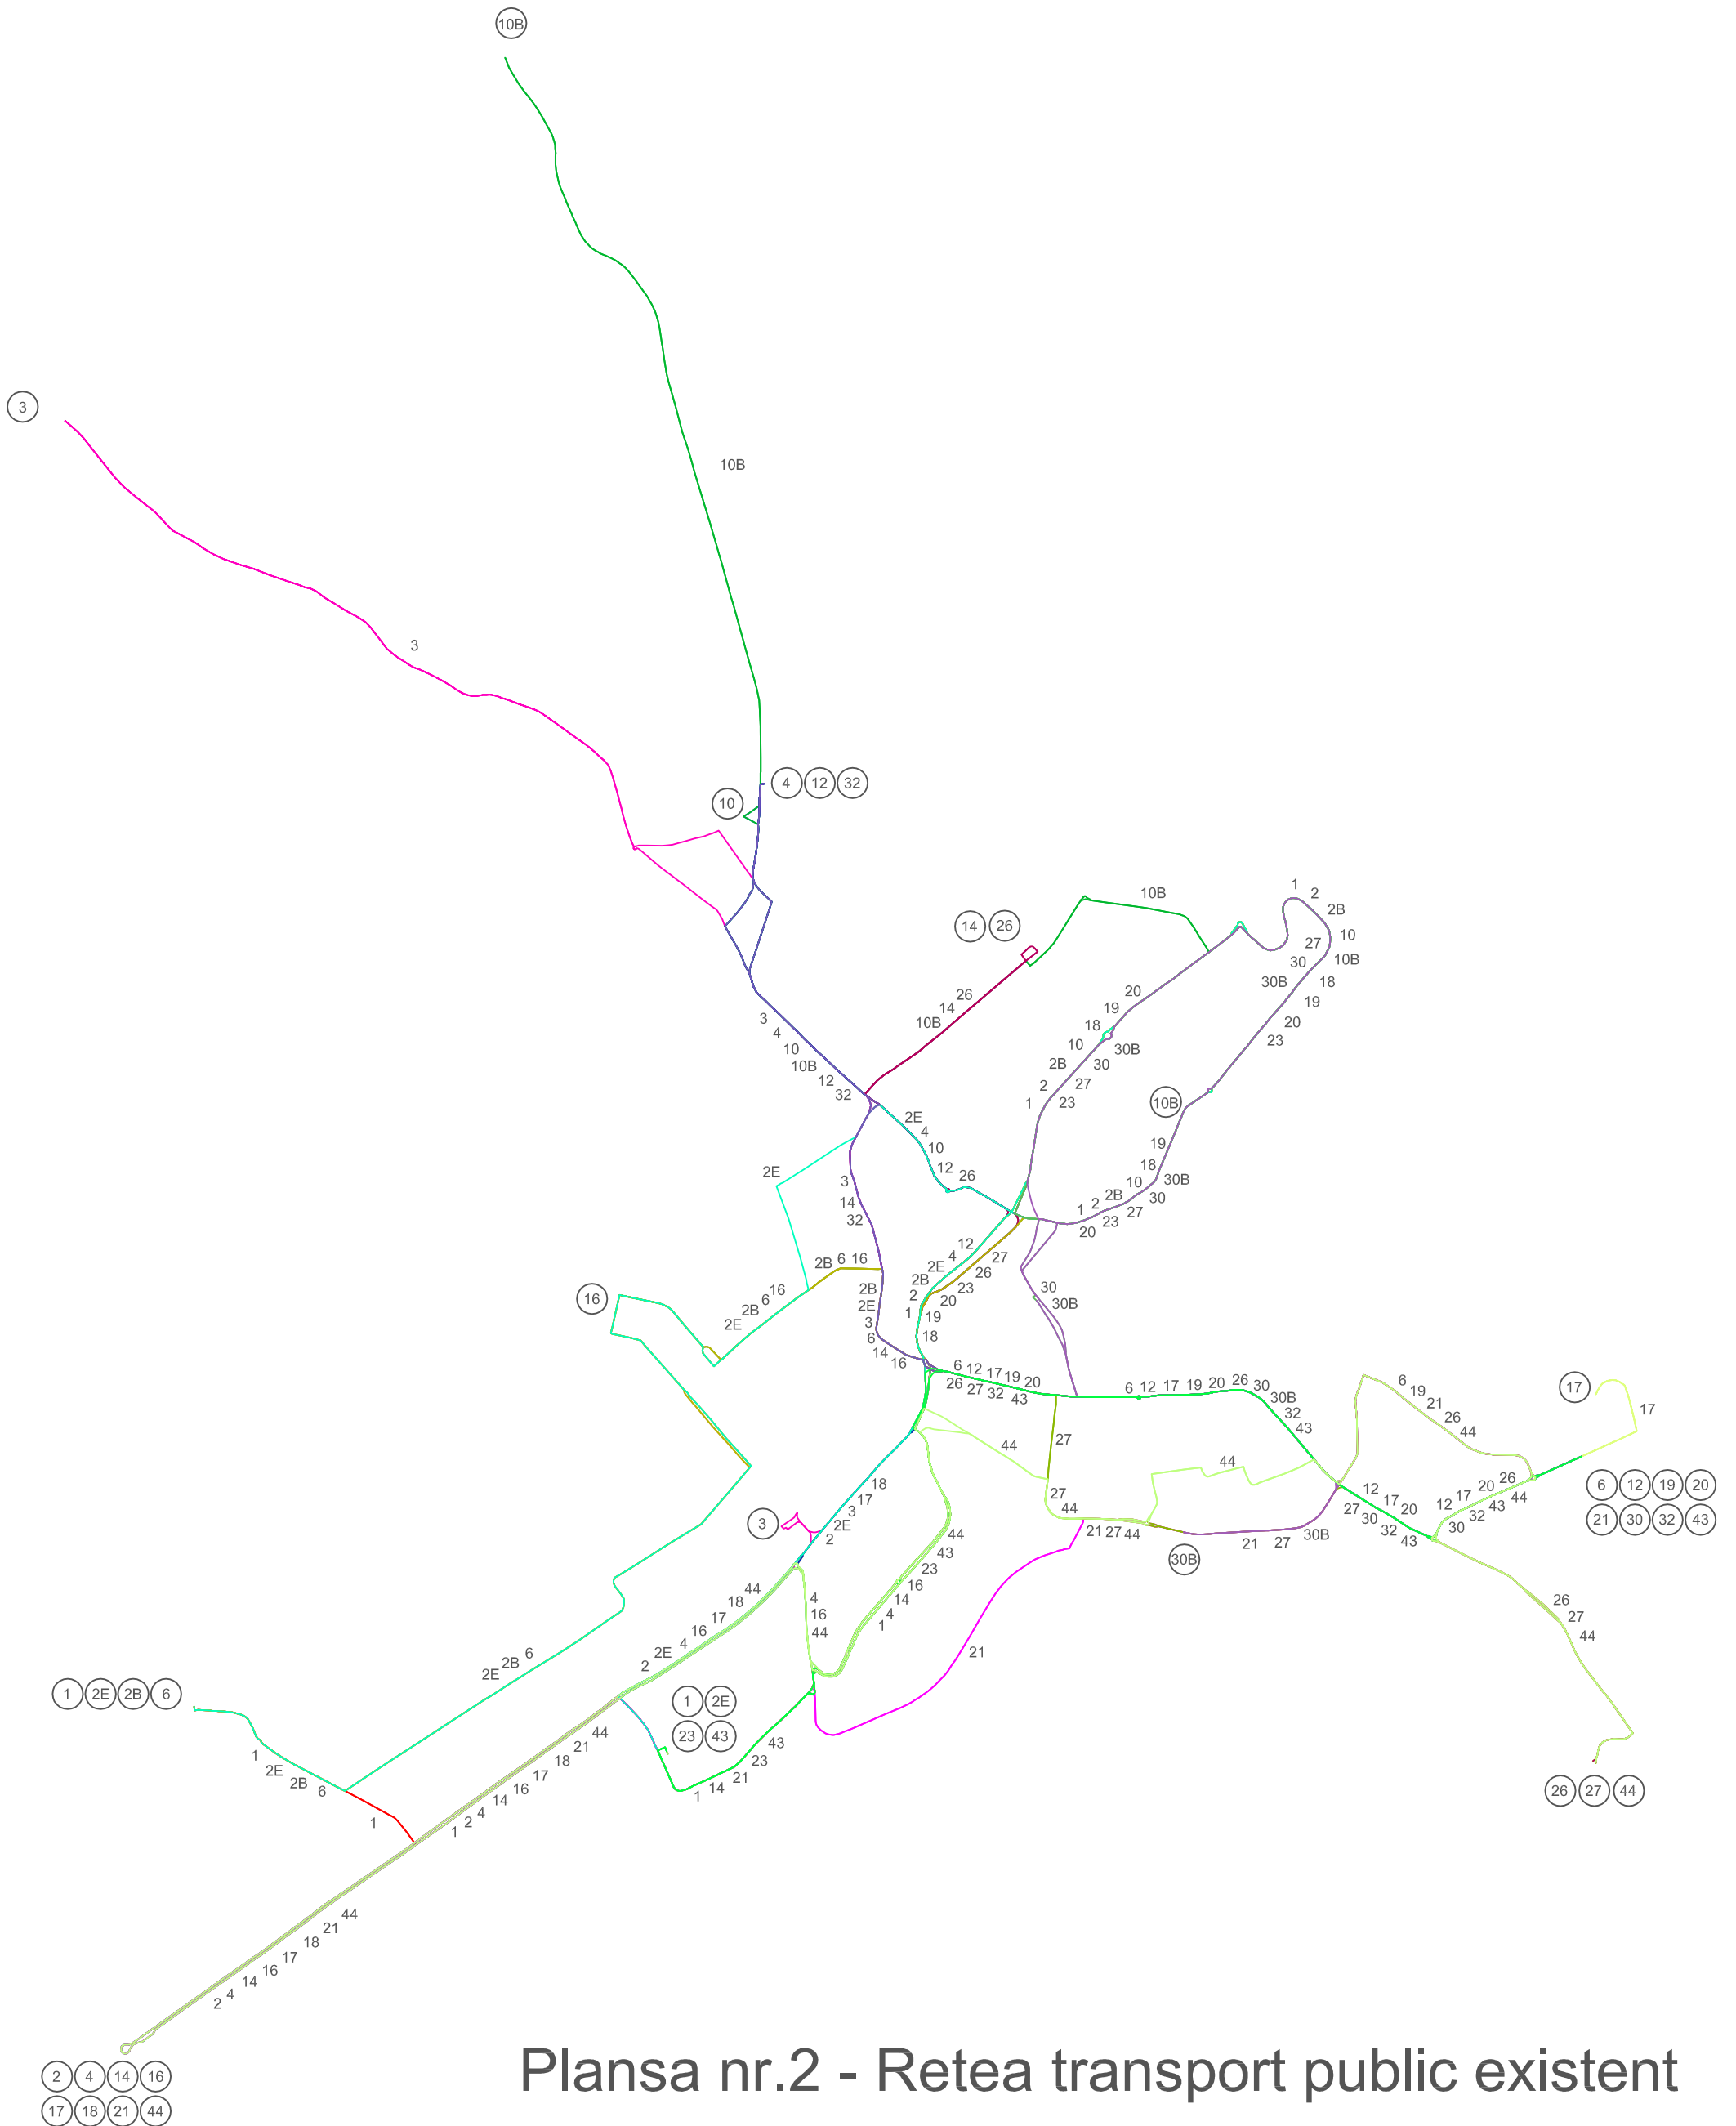 10B
3
10B
3
4 12 32
10
1
2
2B
10
10B
14 26
10B
27
30
30B
18
19
20
23
26
14
10B
20
19
18
10
2B
2
1
30B
30
27
23
3
4
10
10B
12
32
10B
2E
4
10
12 26
19
18
10
2B
2
1
30B
30
27
23
20
2E
3
14
32
2B 6 16
12
4
2E
2B
2
1
27
26
23
20
19
18
30
30B
16
16
6
2B
2E
2B
2E
3
6
14
16
6 12 17 19 20
26 27 32 43
6 12 17 19 20 26 30
30B
32
43
6
19
21
26
44
17
17
44
27
44
18
17
3
2E
2
3
27
44
21 27 44
30B
21 27 30B
12
17
20
27
30
32
43
12 17 20 26
30 32 43 44
6 12 19 20
21 30 32 43
44
43
23
16
14
4
1
4
16
44
44
18
17
16
4
2E
2
26
27
44
21
2E 2B 6
1 2E 2B 6
1 2E
23 43
1
2E
2B
6
1
44
21
18
17
16
14
4
2
1
43
23
21
14
1
26 27 44
44
21
18
17
16
14
4
2
2 4 14 16
17 18 21 44
Plansa nr.2 - Retea transport public existent